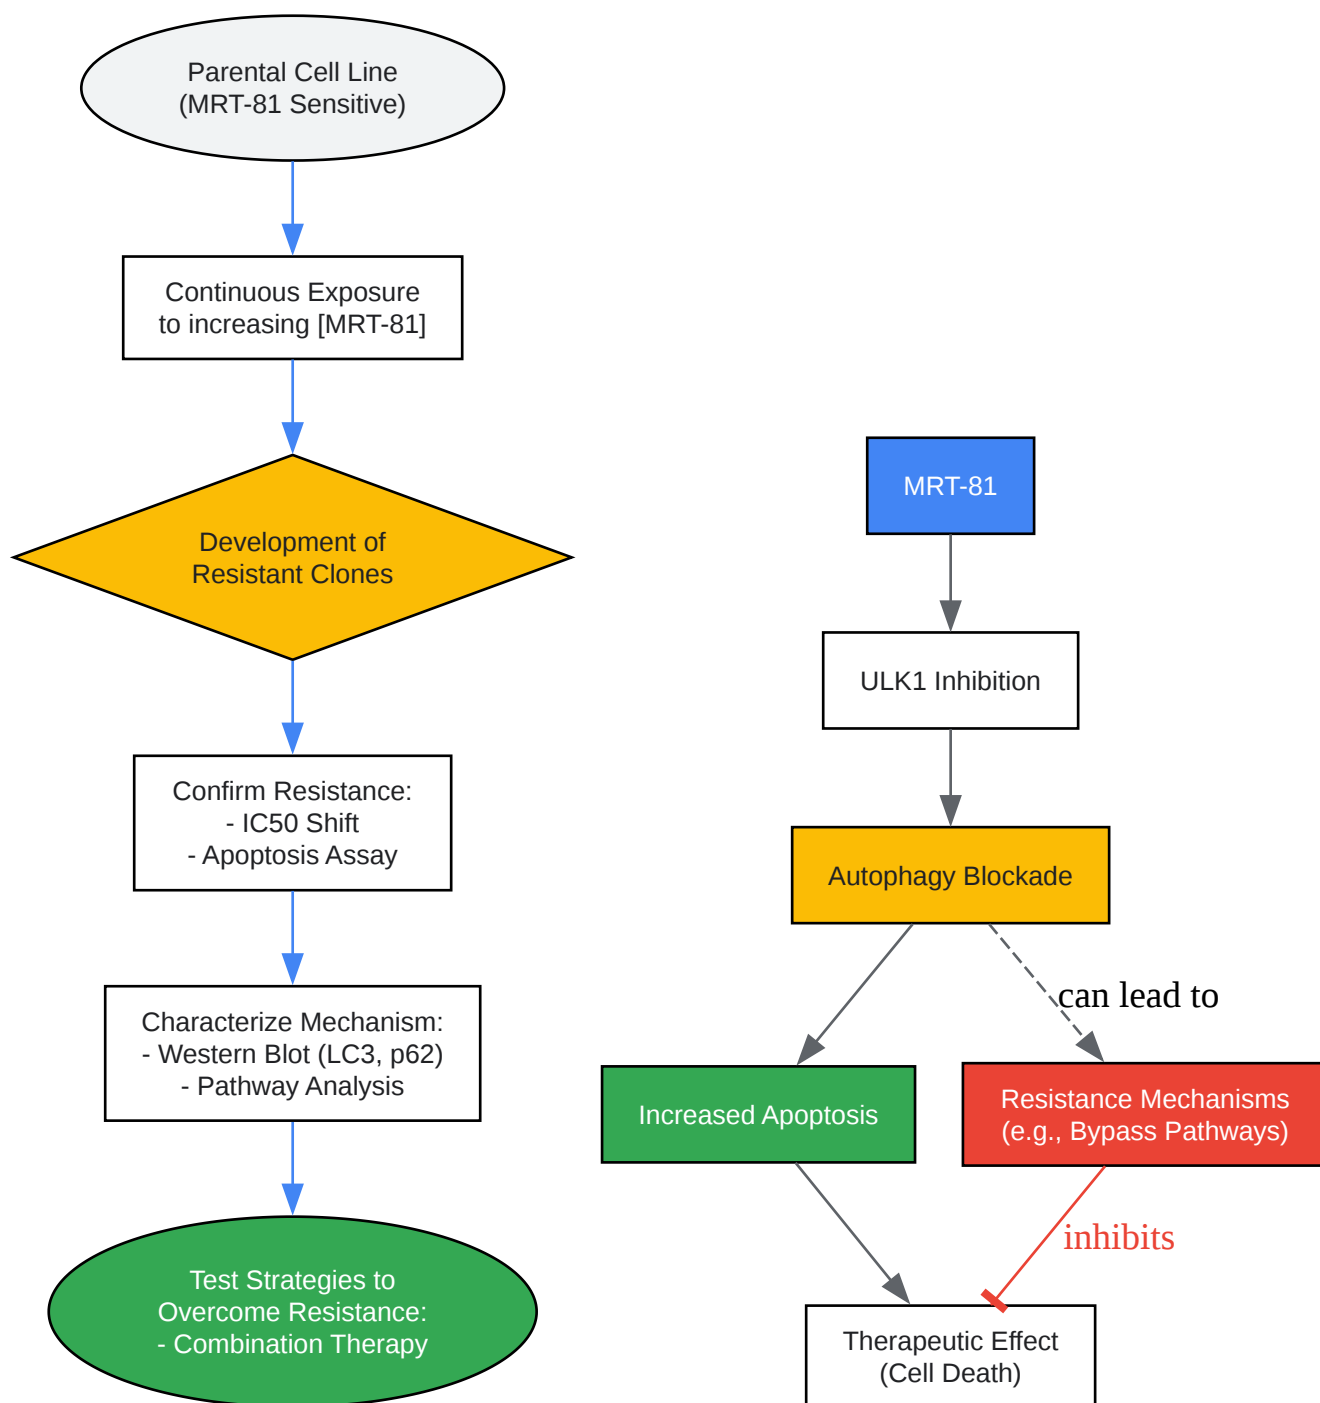 Parental Cell Line
(MRT-81 Sensitive)
Continuous Exposure
to increasing [MRT-81]
Development of
Resistant Clones
Confirm Resistance:
- IC50 Shift
- Apoptosis Assay
Characterize Mechanism:
- Western Blot (LC3, p62)
- Pathway Analysis
Test Strategies to
Overcome Resistance:
- Combination Therapy
MRT-81
ULK1 Inhibition
Autophagy Blockade
can lead to
Increased Apoptosis
Resistance Mechanisms
(e.g., Bypass Pathways)
inhibits
Therapeutic Effect
(Cell Death)